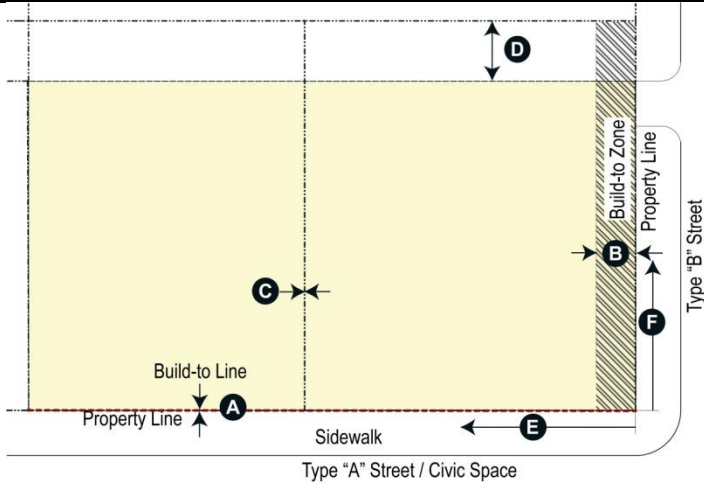 D
Build-to Zone
Property Line
Type "B" Street
B
C
F
Build-to Line
A
Property Line
E
Sidewalk
Type "A" Street / Civic Space